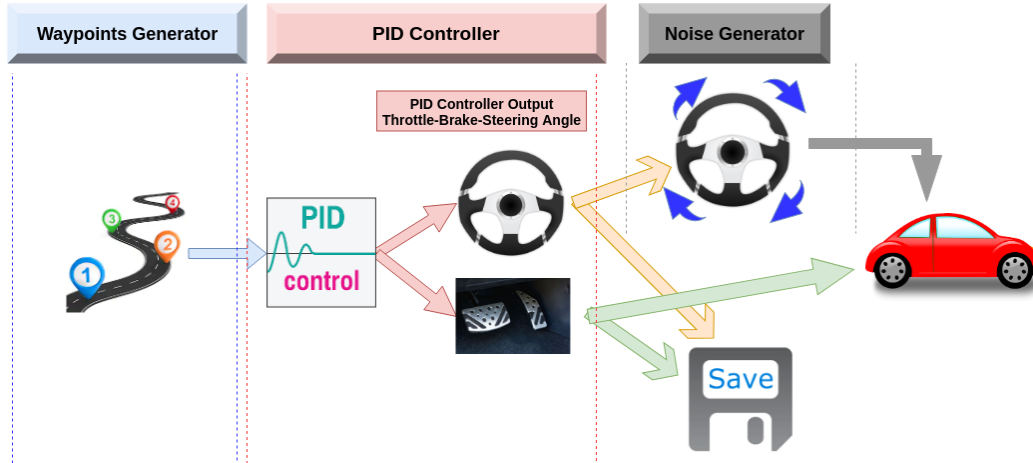 Waypoints Generator
PID Controller
Noise Generator
PID Controller Output
Throttle-Brake-Steering Angle
4
3
2
1
PID
control
Save